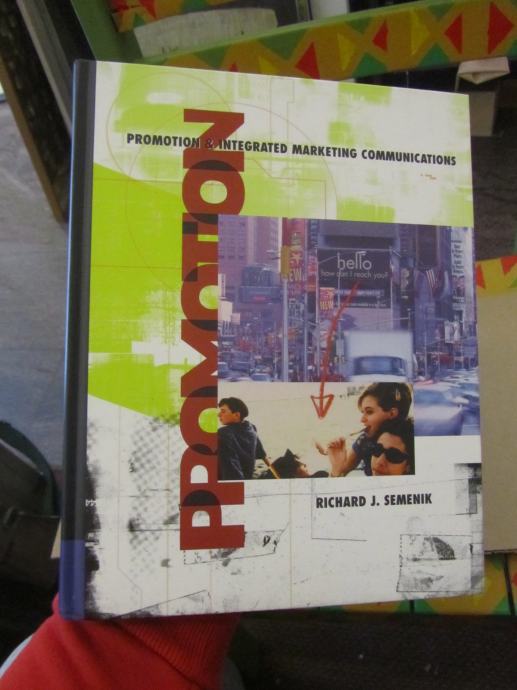 PROMOTION & INTEGRATED MARKETING COMMUNICATIONS
PROMOTION
hello
how can I reach you?
RICHARD J. SEMENIK